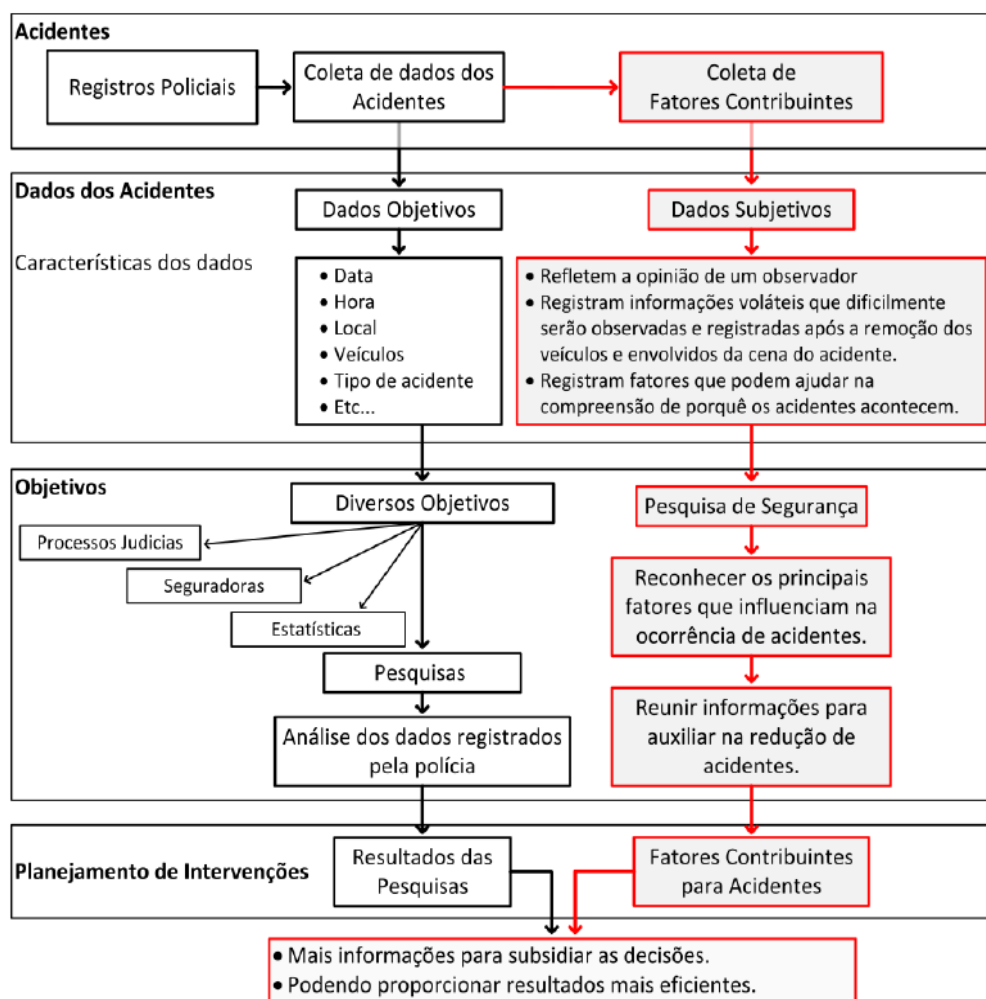 Acidentes
Registros Policiais
Coleta de dados dos
Acidentes
Coleta de
Fatores Contribuintes
Dados dos Acidentes
Dados Objetivos
Dados Subjetivos
Características dos dados
• Data
• Hora
• Local
• Veículos
• Tipo de acidente
• Etc...
• Refletem a opinião de um observador
• Registram informações voláteis que dificilmente
serão observadas e registradas após a remoção dos
veículos e envolvidos da cena do acidente.
• Registram fatores que podem ajudar na
compreensão de porquê os acidentes acontecem.
Objetivos
Diversos Objetivos
Processos Judicias
Seguradoras
Estatísticas
Pesquisas
Análise dos dados registrados
pela polícia
Pesquisa de Segurança
Reconhecer os principais
fatores que influenciam na
ocorrência de acidentes.
Reunir informações para
auxiliar na redução de
acidentes.
Planejamento de Intervenções
Resultados das
Pesquisas
Fatores Contribuintes
para Acidentes
• Mais informações para subsidiar as decisões.
• Podendo proporcionar resultados mais eficientes.